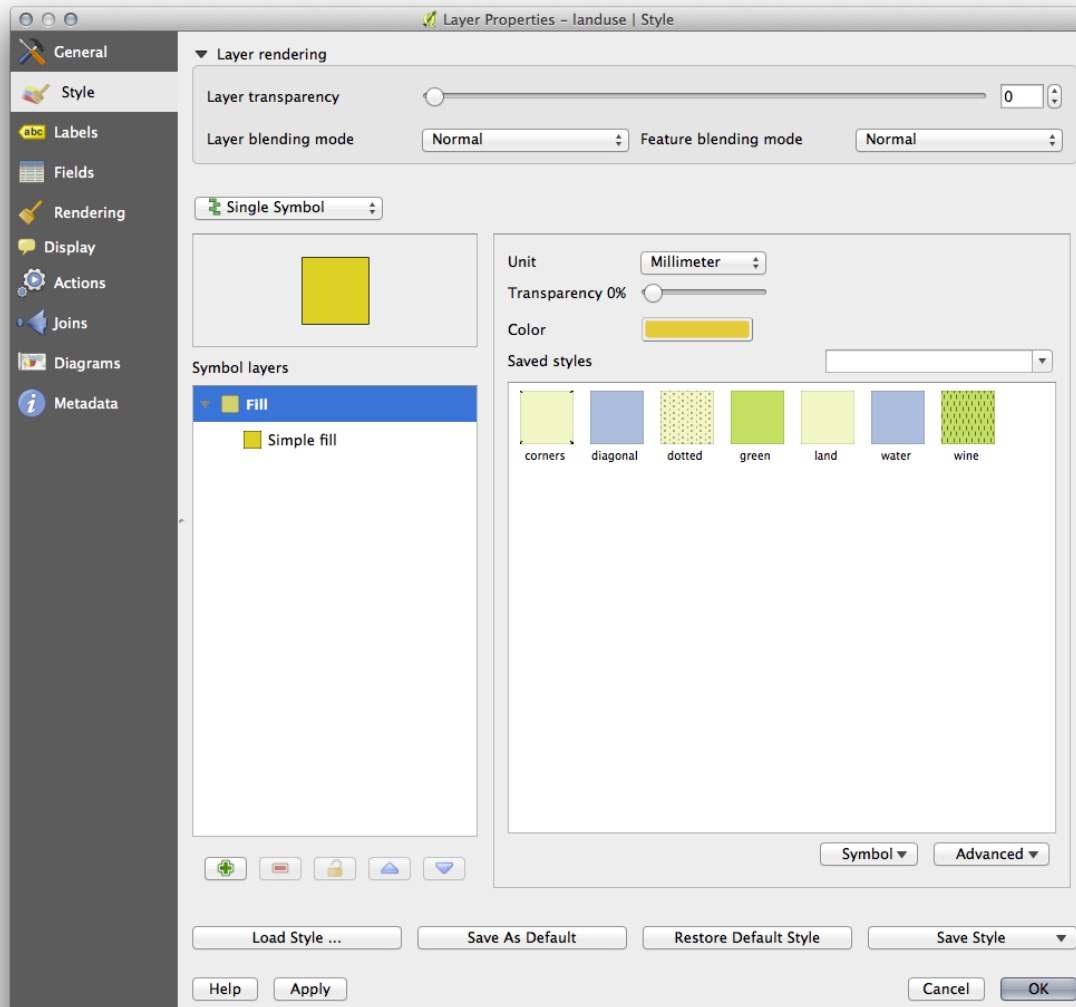 Layer Properties – landuse | Style
General
Style
abc Labels
Fields
Rendering
Display
Actions
Joins
Diagrams
i Metadata
Layer rendering
Layer transparency 0
Layer blending mode Normal Feature blending mode Normal
Single Symbol
Unit Millimeter
Transparency 0%
Color
Saved styles
Symbol layers
Fill
Simple fill
corners diagonal dotted green land water wine
Symbol Advanced
Load Style ... Save As Default Restore Default Style Save Style
Help Apply Cancel OK